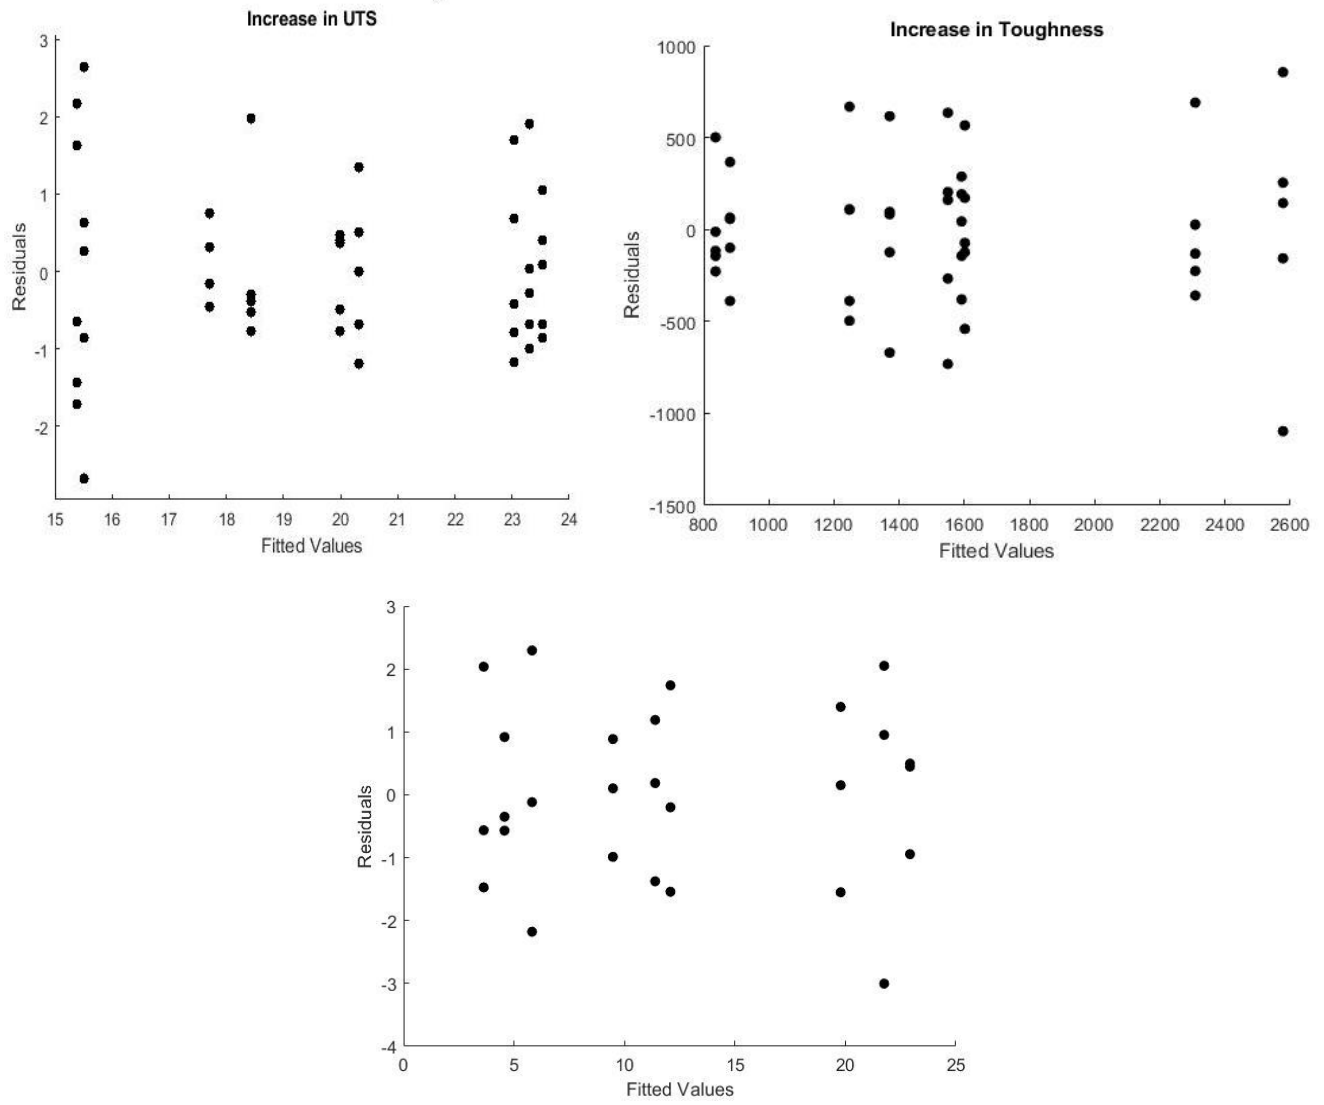 Increase in UTS
3
2
1
0
-1
-2
Residuals
15 16 17 18 19 20 21 22 23 24
Fitted Values
Increase in Toughness
1000
500
0
-500
-1000
-1500
Residuals
800 1000 1200 1400 1600 1800 2000 2200 2400 2600
Fitted Values
3
2
1
0
-1
-2
-3
-4
Residuals
0 5 10 15 20 25
Fitted Values